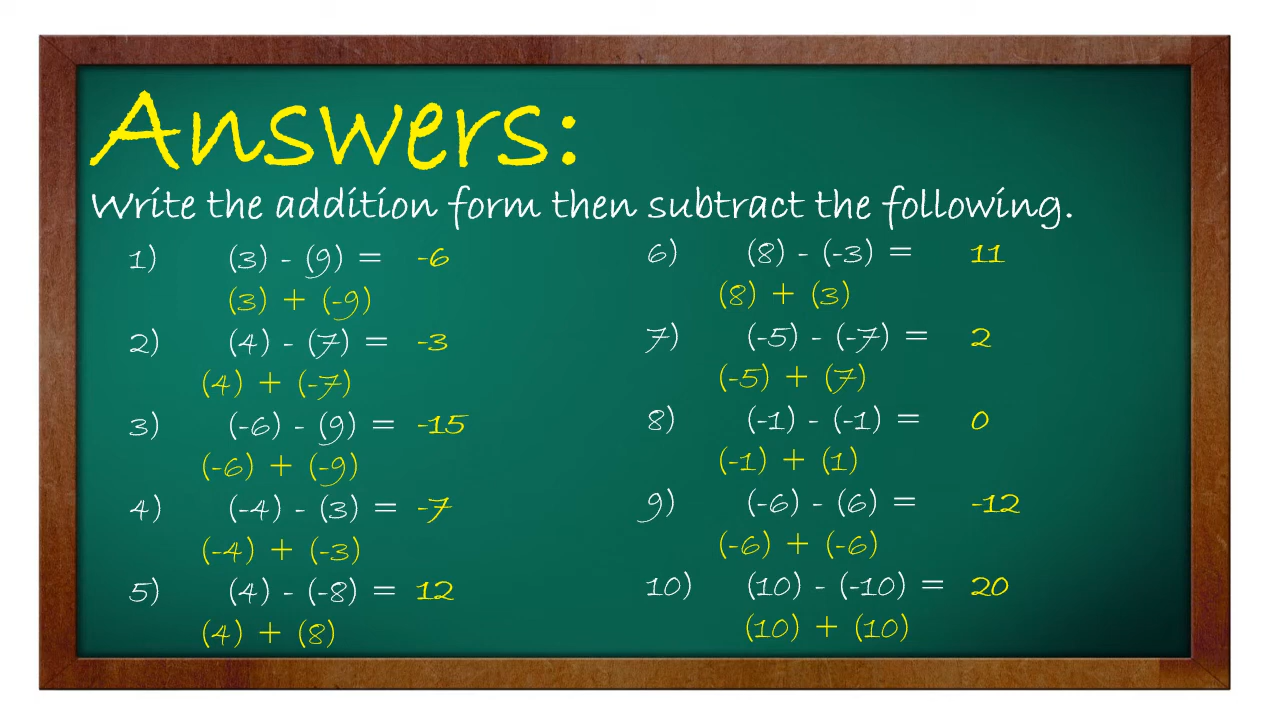 Answers:
Write the addition form then subtract the following.
1) (3) - (9) = -6
(3) + (-9)
2) (4) - (7) = -3
(4) + (-7)
3) (-6) - (9) = -15
(-6) + (-9)
4) (-4) - (3) = -7
(-4) + (-3)
5) (4) - (-8) = 12
(4) + (8)
6) (8) - (-3) = 11
(8) + (3)
7) (-5) - (-7) = 2
(-5) + (7)
8) (-1) - (-1) = 0
(-1) + (1)
9) (-6) - (6) = -12
(-6) + (-6)
10) (10) - (-10) = 20
(10) + (10)